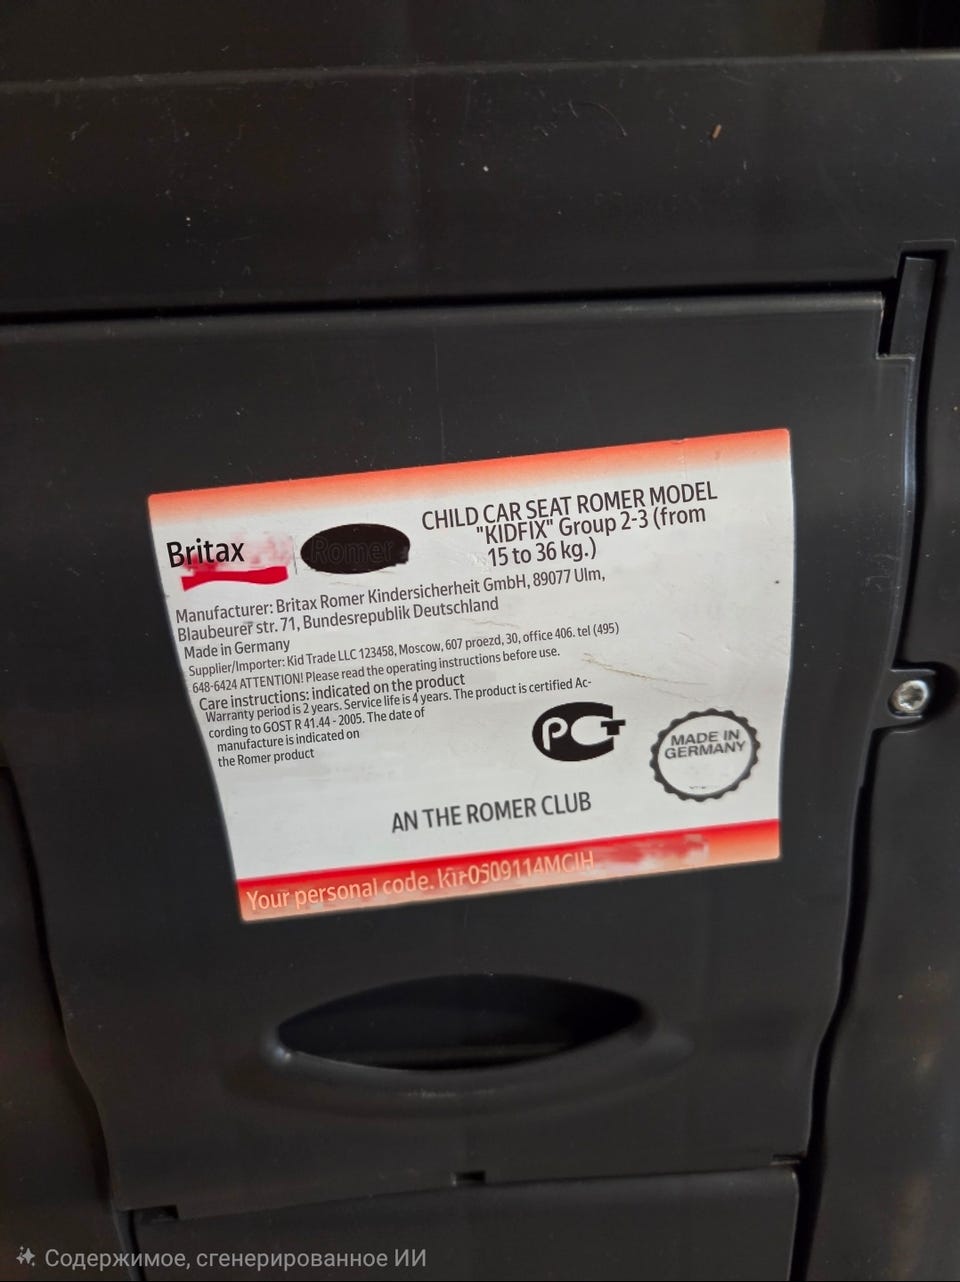 CHILD CAR SEAT ROMER MODEL
"KIDFIX" Group 2-3 (from
15 to 36 kg.)
Britax Romer
Manufacturer: Britax Romer Kindersicherheit GmbH, 89077 Ulm,
Blaubeurer str. 71, Bundesrepublik Deutschland
Made in Germany
Supplier/Importer: Kid Trade LLC 123458, Moscow, 607 proezd, 30, office 406. tel (495)
648-6424 ATTENTION! Please read the operating instructions before use.
Care instructions: indicated on the product
Warranty period is 2 years. Service life is 4 years. The product is certified Ac-
cording to GOST R 41.44 - 2005. The date of
manufacture is indicated on
the Romer product
РСТ
MADE IN
GERMANY
AN THE ROMER CLUB
Your personal code.
Содержимое, сгенерированное ИИ